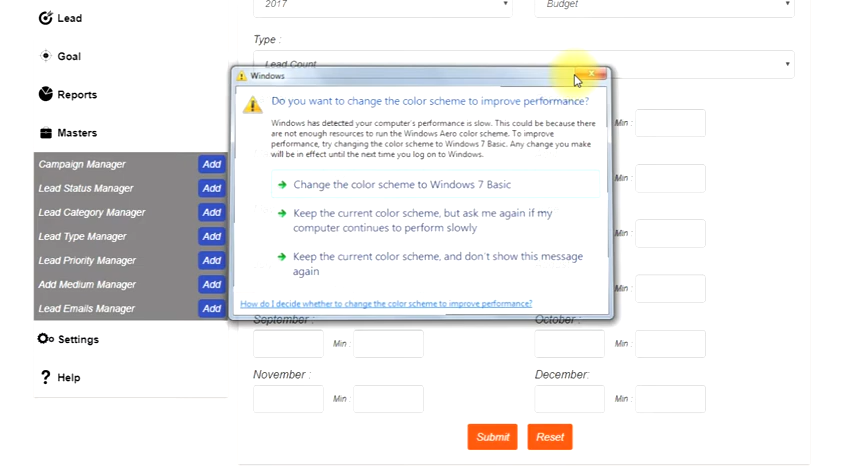 Lead
Goal
Reports
Masters
Campaign Manager Add
Lead Status Manager Add
Lead Category Manager Add
Lead Type Manager Add
Lead Priority Manager Add
Add Medium Manager Add
Lead Emails Manager Add
Settings
Help
2017 Budget
Type :
Lead Count
Windows
Do you want to change the color scheme to improve performance?
Windows has detected your computer's performance is slow. This could be because there
are not enough resources to run the Windows Aero color scheme. To improve
performance, try changing the color scheme to Windows 7 Basic. Any change you make
will be in effect until the next time you log on to Windows.
Change the color scheme to Windows 7 Basic
Keep the current color scheme, but ask me again if my
computer continues to perform slowly
Keep the current color scheme, and don't show this message
again
How do I decide whether to change the color scheme to improve performance?
Min :
Min :
Min :
Min :
September : October :
Min : Min :
November : December:
Min : Min :
Submit Reset